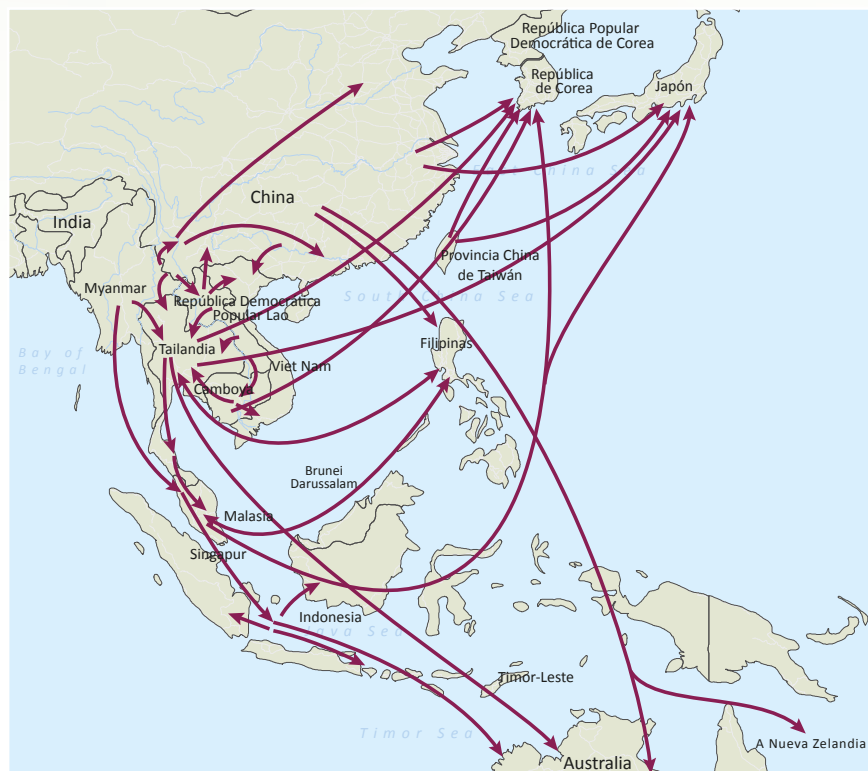 República Popular
Democrática de Corea
República
de Corea
Japón
China
India
Provincia China
de Taiwán
Myanmar
South China Sea
República Democrática
Popular Lao
Filipinas
Tailandia
Bay of
Bengal
Viet Nam
Camboya
Brunei
Darussalam
Malasia
Singapur
Indonesia
Java Sea
Timor-Leste
Timor Sea
A Nueva Zelandia
Australia